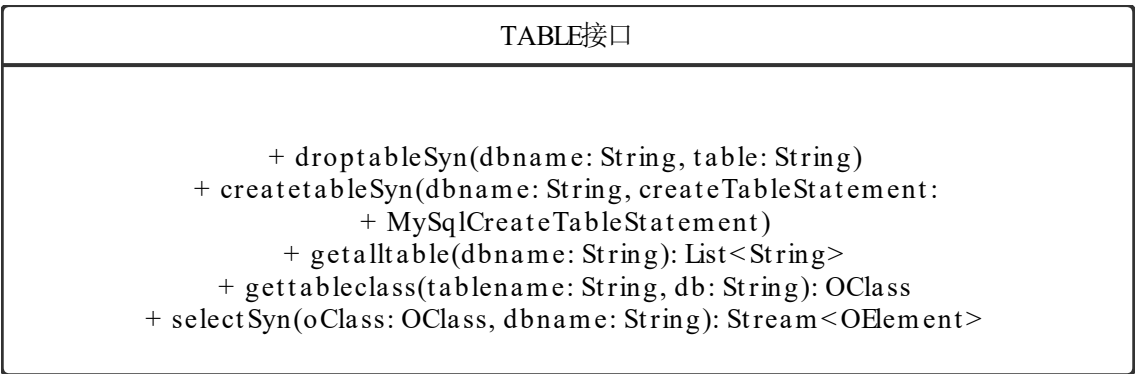 TABLE接口
+ droptableSyn(dbname: String, table: String)
+ createtableSyn(dbname: String, createTableStatement:
+ MySqlCreateTableStatement)
+ getalltable(dbname: String): List<String>
+ gettableclass(tablename: String, db: String): OClass
+ selectSyn(oClass: OClass, dbname: String): Stream<OElement>